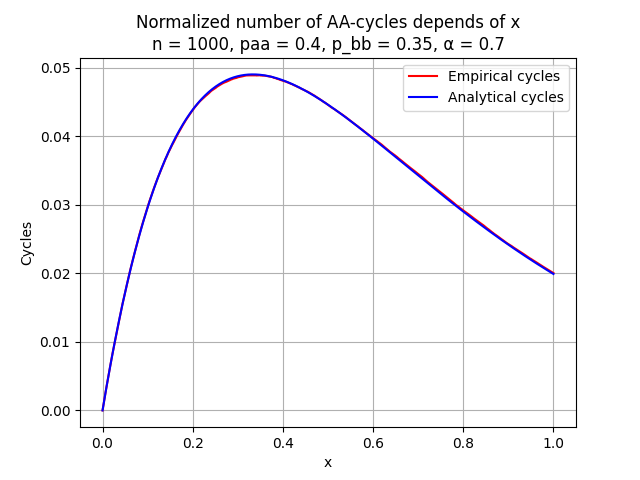 Normalized number of AA-cycles depends of x
n = 1000, paa = 0.4, p_bb = 0.35, α = 0.7
Empirical cycles
Analytical cycles
0.05
0.04
0.03
0.02
0.01
0.00
Cycles
0.0 0.2 0.4 0.6 0.8 1.0
x